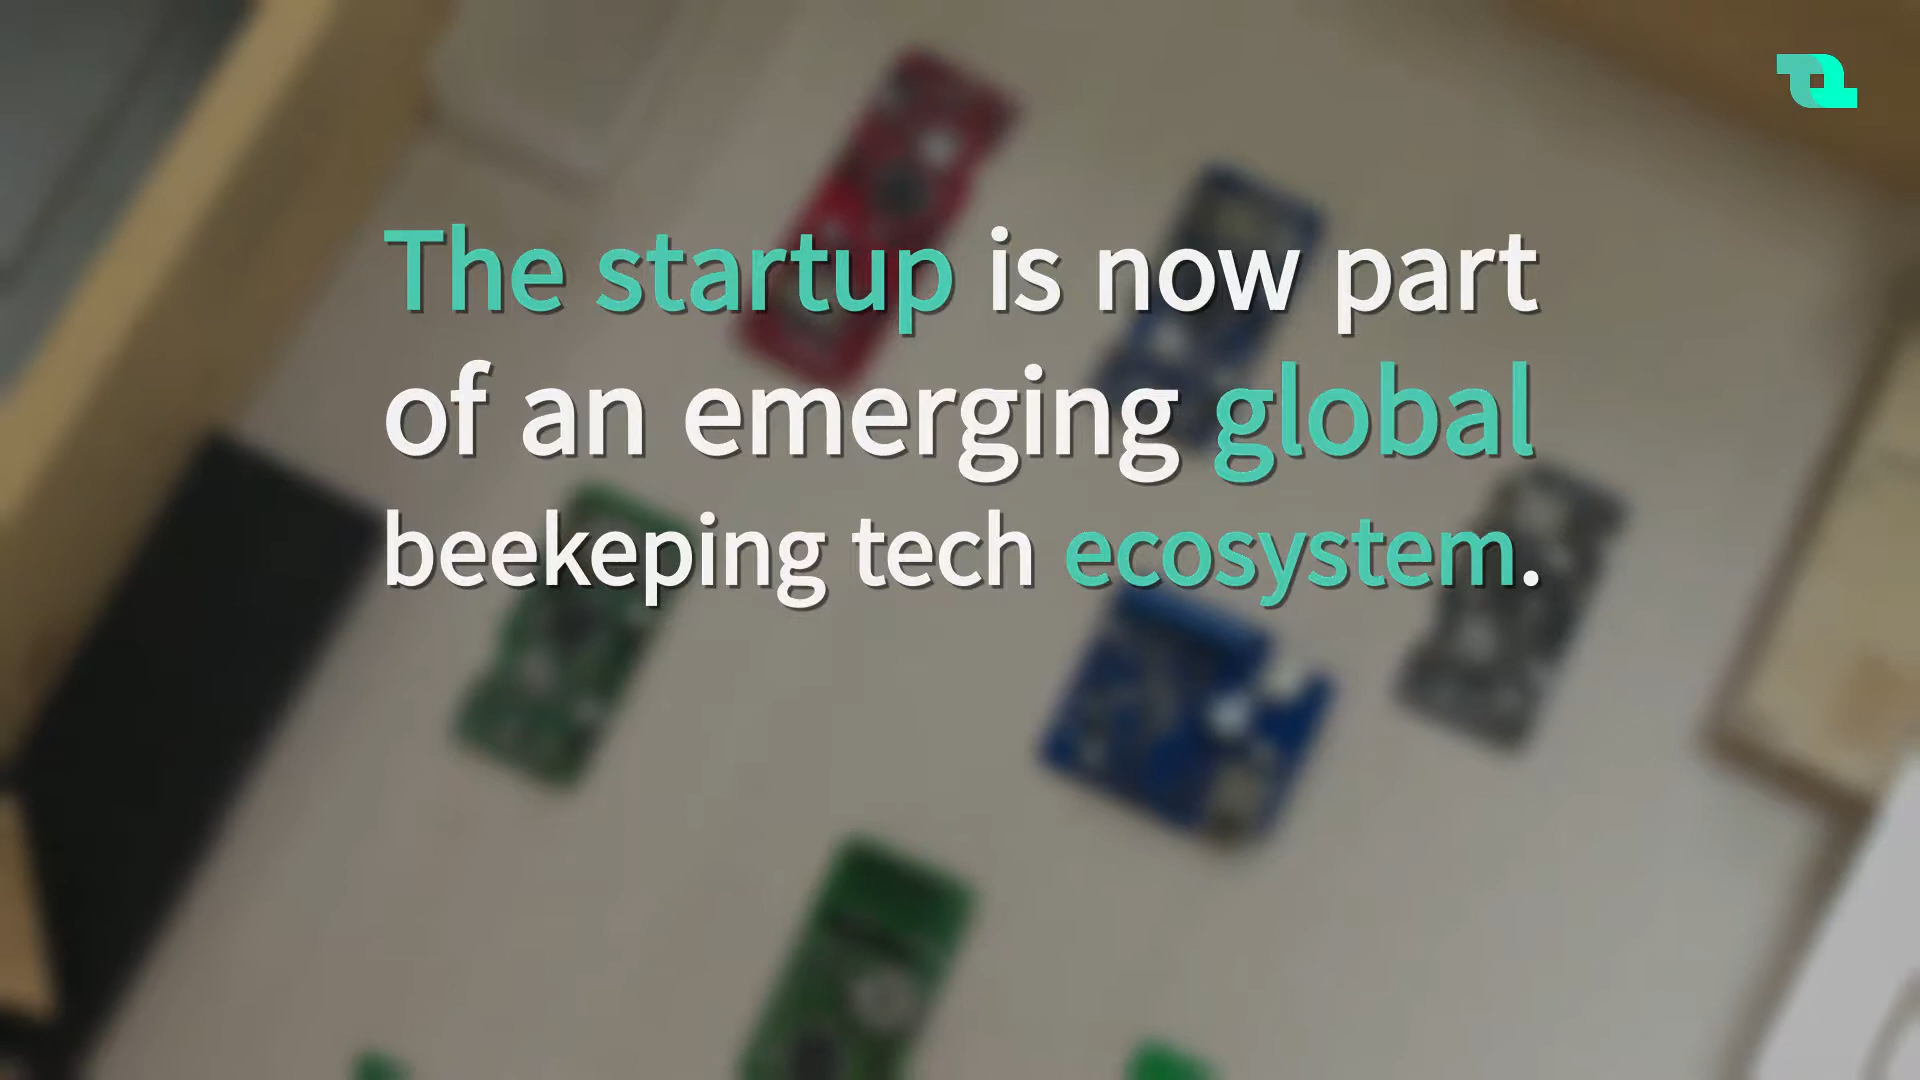 The startup is now part
of an emerging global
beekeping tech ecosystem.